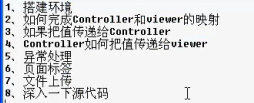 1、搭建环境
2、如何完成Controller和viewer的映射
3、如果把值传递给Controller
4、Controller如何把值传递给viewer
5、异常处理
6、页面标签
7、文件上传
8、深入一下源代码